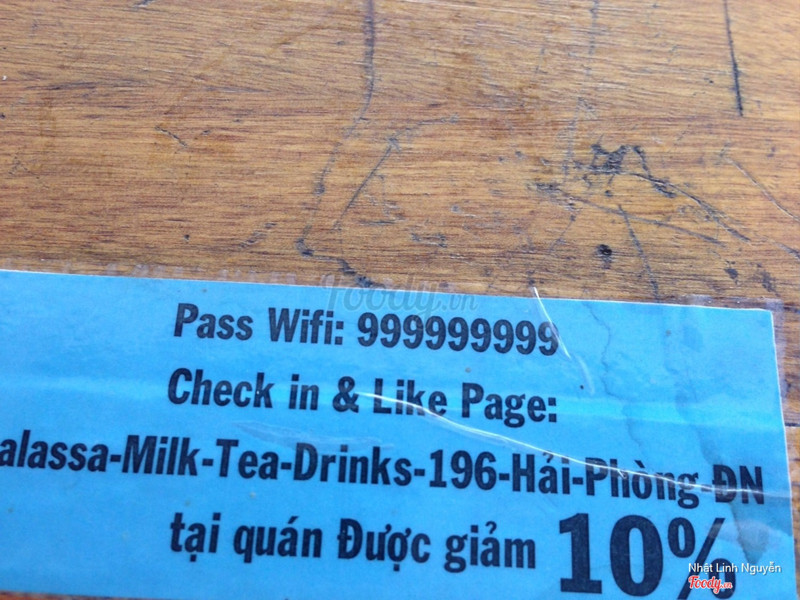 Foody.vn
Pass Wifi: 999999999
Check in & Like Page:
alassa-Milk-Tea-Drinks-196-Hải-Phòng-ĐN
tại quán Được giảm 10%
Nhât Linh Nguyễn
Foody.vn